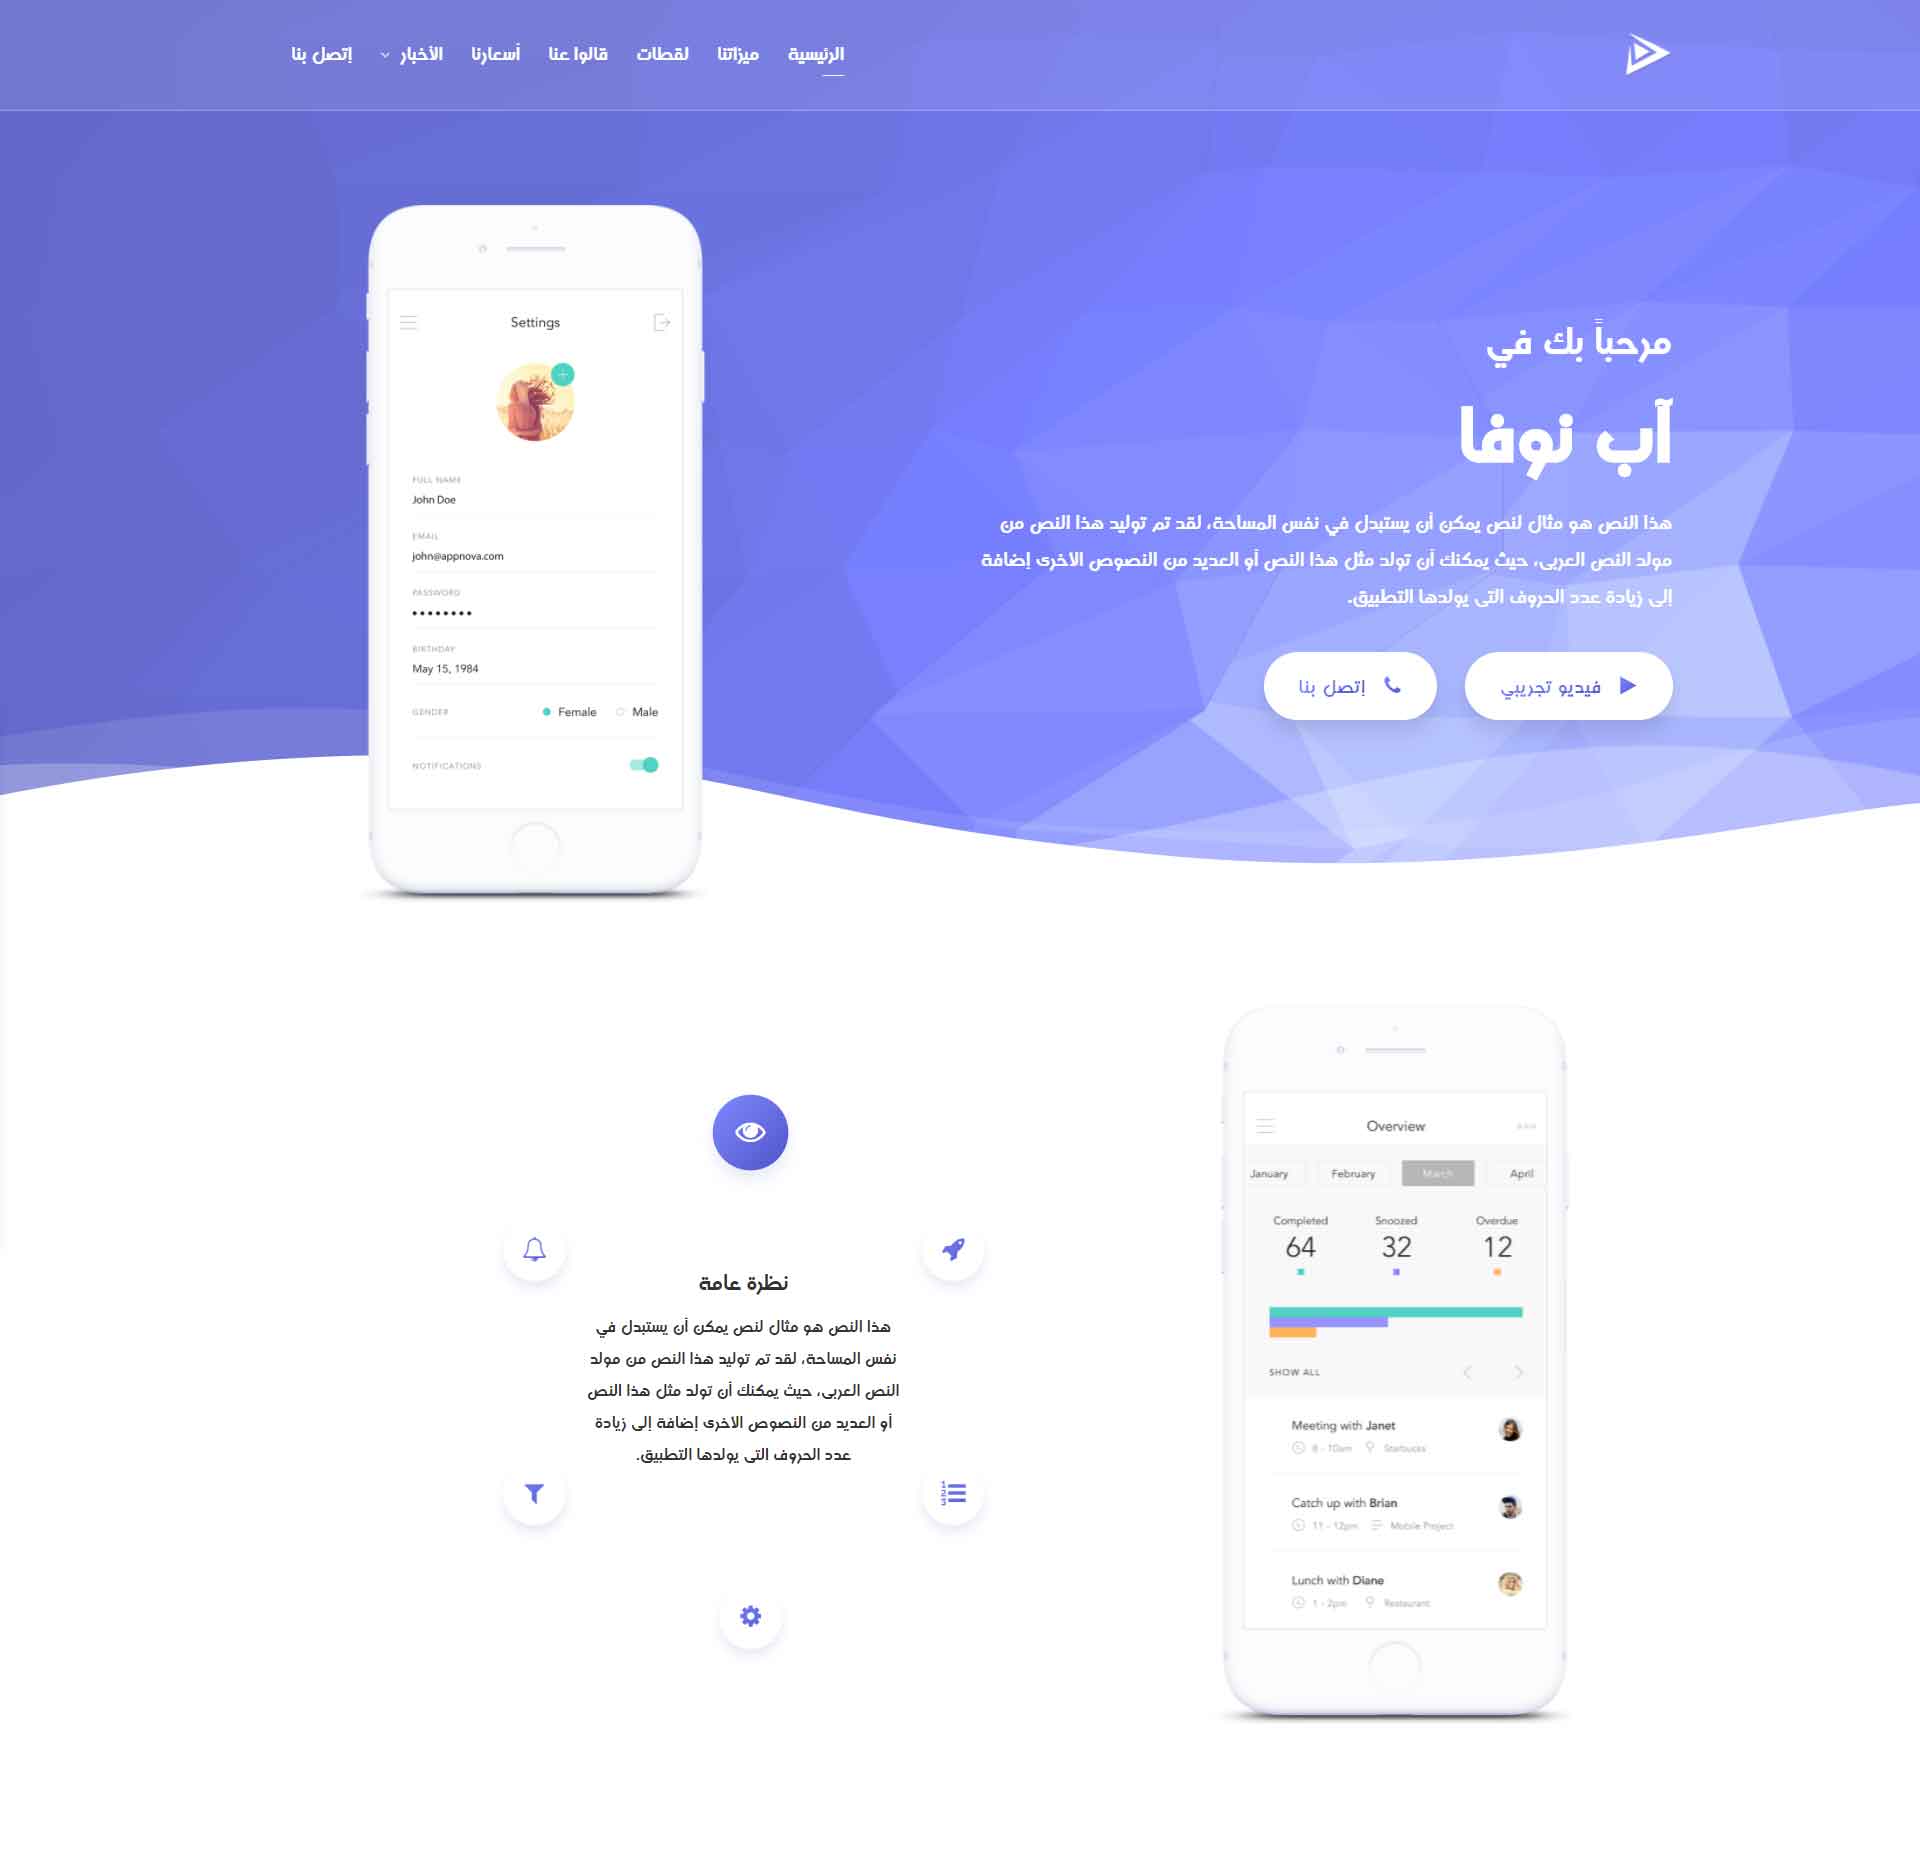 الرئيسية
ميزاتنا
لقطات
قالوا عنا
أسعارنا
الأخبار
إتصل بنا
مرحباً بك في
آب نوفا
هذا النص هو مثال لنص يمكن أن يستبدل في نفس المساحة، لقد تم توليد هذا النص من
مولد النص العربى، حيث يمكنك أن تولد مثل هذا النص أو العديد من النصوص الأخرى إضافة
إلى زيادة عدد الحروف التى يولدها التطبيق.
فيديو تجريبي
إتصل بنا
Settings
FULL NAME
John Doe
EMAIL
john@appnova.com
PASSWORD
BIRTHDAY
May 15, 1984
GENDER
Female
Male
NOTIFICATIONS
Overview
January
February
March
April
Completed
Snoozed
Overdue
64
32
12
SHOW ALL
Meeting with Janet
8 - 10am
Starbucks
Catch up with Brian
11 - 12pm
Mobile Project
Lunch with Diane
1 - 2pm
Restaurant
نظرة عامة
هذا النص هو مثال لنص يمكن أن يستبدل في
نفس المساحة، لقد تم توليد هذا النص من مولد
النص العربى، حيث يمكنك أن تولد مثل هذا النص
أو العديد من النصوص الأخرى إضافة إلى زيادة
عدد الحروف التى يولدها التطبيق.